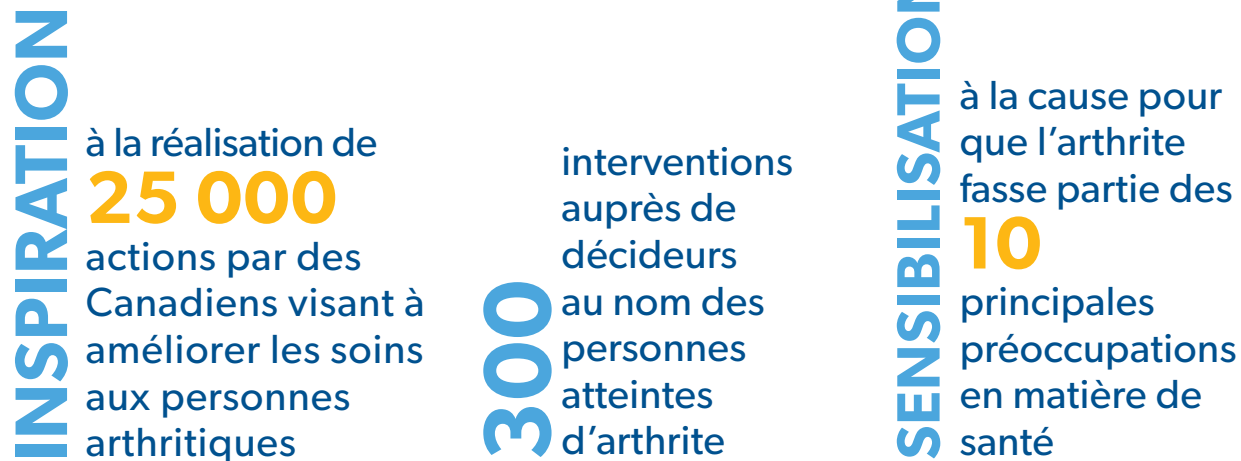 INSPIRATION
à la réalisation de
25 000
actions par des
Canadiens visant à
améliorer les soins
aux personnes
arthritiques
300
interventions
auprès de
décideurs
au nom des
personnes
atteintes
d’arthrite
SENSIBILISATION
à la cause pour
que l’arthrite
fasse partie des
10
principales
préoccupations
en matière de
santé